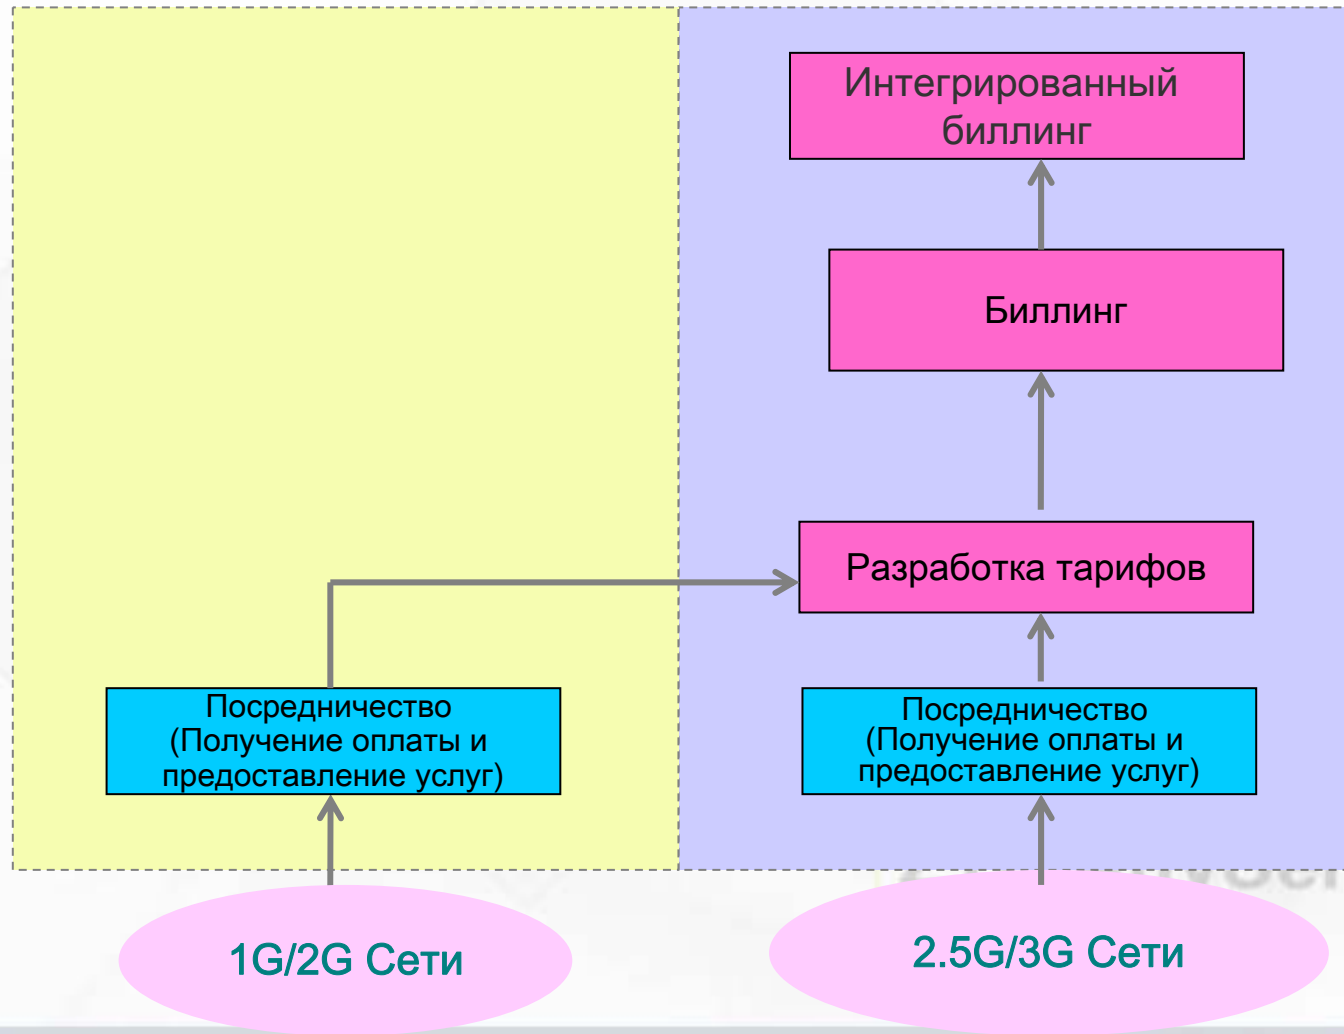 Интегрированный
биллинг
Биллинг
Разработка тарифов
Посредничество
(Получение оплаты и
предоставление услуг)
Посредничество
(Получение оплаты и
предоставление услуг)
1G/2G Сети
2.5G/3G Сети